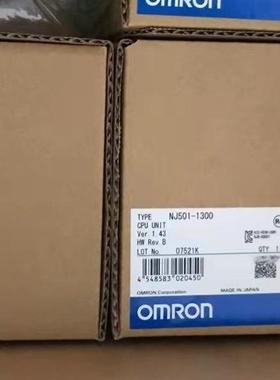 OMRON
TYPE NJ501-1300
CPU UNIT
Ver 1.43
HW Rev B
LOT No 07521K
QTY 1
4 548583 020450
OMRON Corporation
MADE IN JAPAN
OMRON